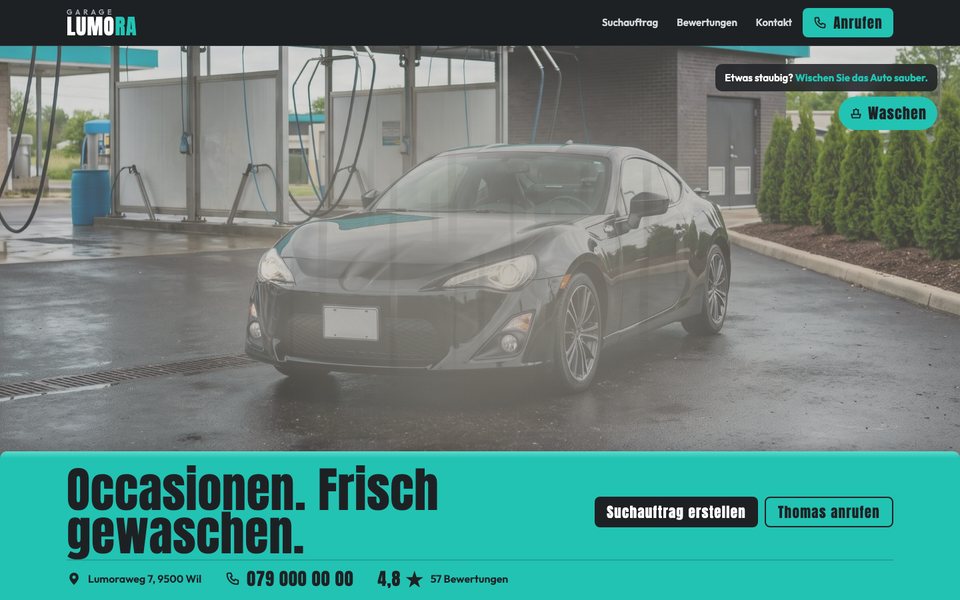 GARAGE
LUMORA
Suchauftrag Bewertungen Kontakt Anrufen
Etwas staubig? Wischen Sie das Auto sauber.
Waschen
Occasionen. Frisch
gewaschen.
Suchauftrag erstellen Thomas anrufen
Lumoraweg 7, 9500 Wil 079 000 00 00 4,8 ★ 57 Bewertungen